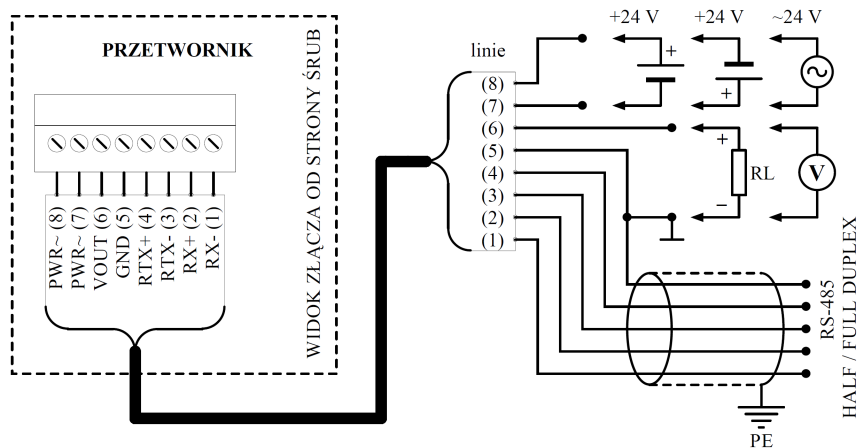 PRZETWORNIK
WIDOK ZŁĄCZA OD STRONY ŚRUB
PWR~ (8)
PWR~ (7)
VOUT (6)
GND (5)
RTX+ (4)
RTX- (3)
RX+ (2)
RX- (1)
linie
(8)
(7)
(6)
(5)
(4)
(3)
(2)
(1)
+24 V
+24 V
~24 V
+
+
+
RL
−
V
RS-485
HALF / FULL DUPLEX
PE